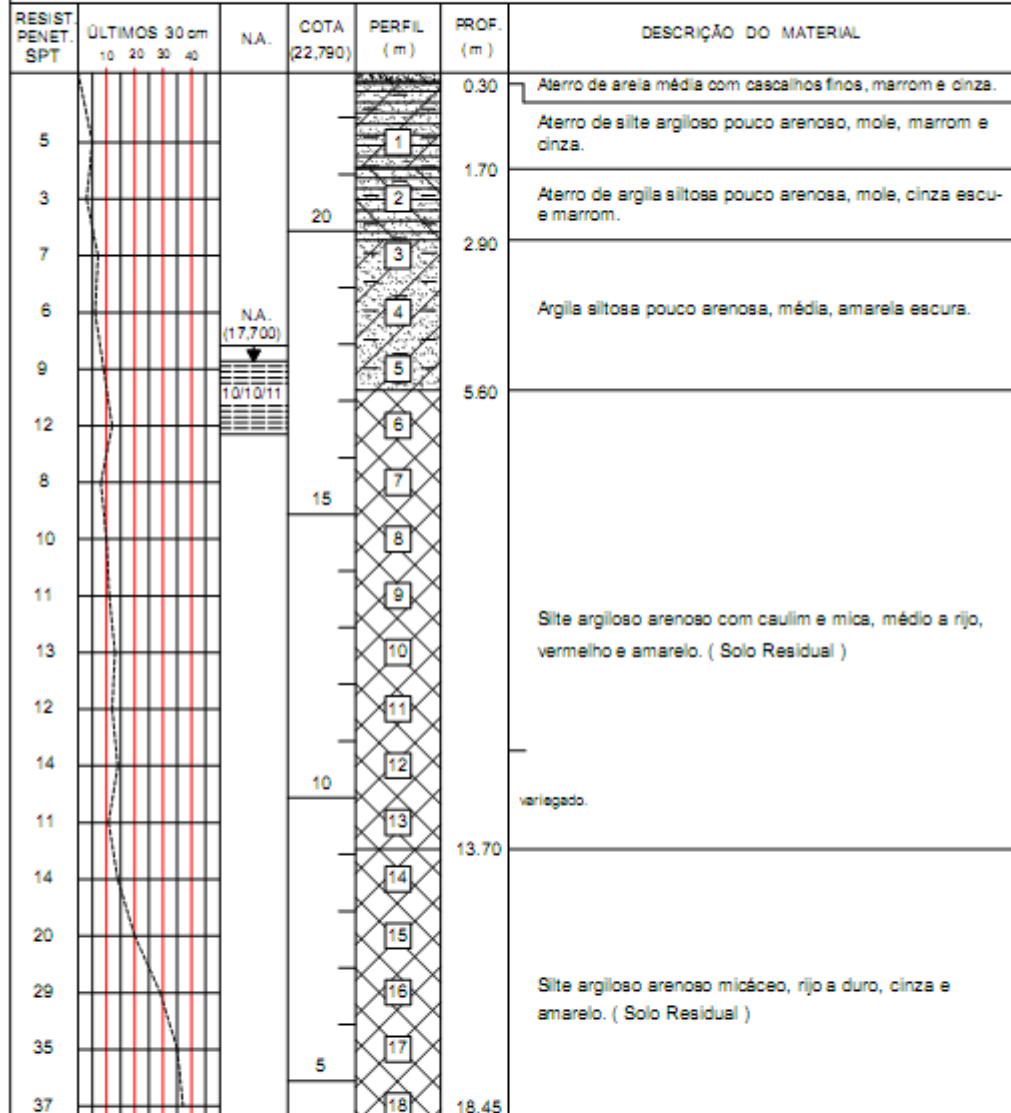 RESIST. PENET. SPT
ÚLTIMOS 30 cm
10 20 30 40
N.A.
COTA
(22,790)
PERFIL
(m)
PROF.
(m)
DESCRIÇÃO DO MATERIAL
0.30 Aterro de areia média com cascalhos finos, marrom e cinza.
5
1
Aterro de silte argiloso pouco arenoso, mole, marrom e
cinza.
1.70
3
2
20
Aterro de argila siltosa pouco arenosa, mole, cinza escu-
e marrom.
2.90
7
3
6
4
N.A.
(17,700)
Argila siltosa pouco arenosa, média, amarela escura.
9
5
10/10/11
5.60
12
6
8
7
15
10
8
11
9
Silte argiloso arenoso com caulim e mica, médio a rijo,
vermelho e amarelo. ( Solo Residual )
13
10
12
11
14
12
10
variegado.
11
13
13.70
14
14
20
15
29
16
Silte argiloso arenoso micáceo, rijo a duro, cinza e
amarelo. ( Solo Residual )
35
17
5
37
18
18.45